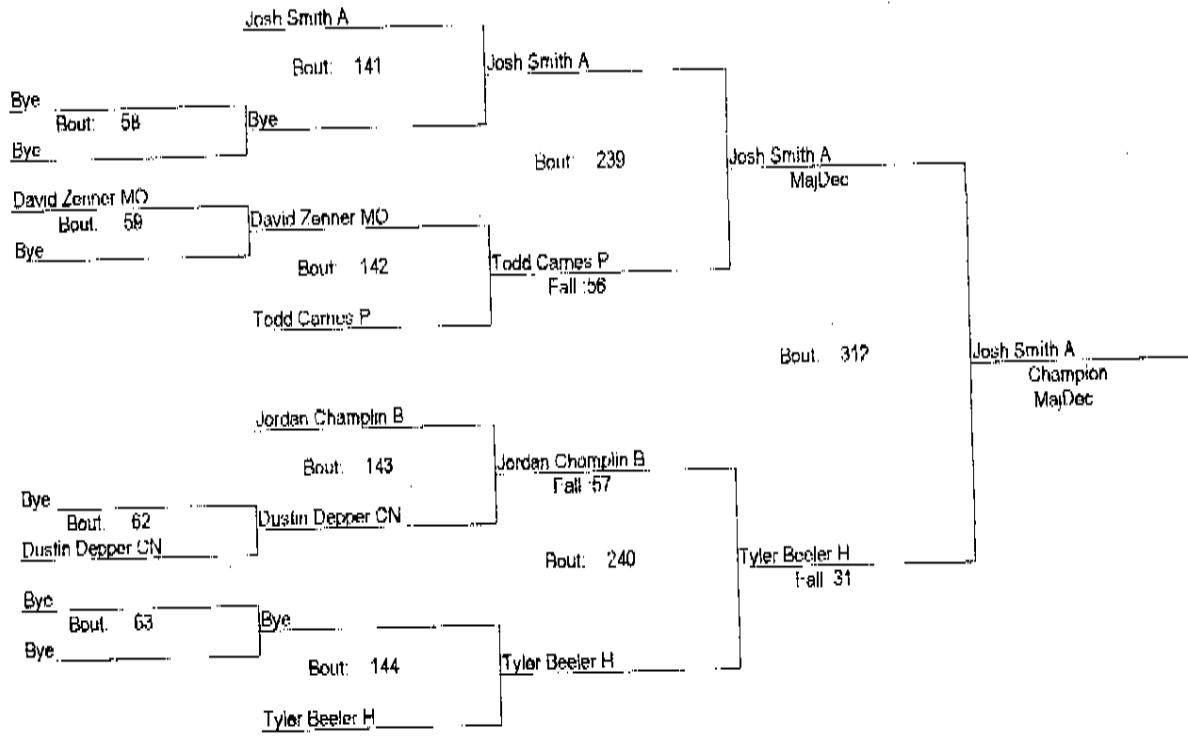 Josh Smith A
Bout: 141
Josh Smith A
Bye
Bout: 58
Bye
Bye
Bout: 239
Josh Smith A
MajDec
David Zenner MO
Bout: 59
David Zenner MO
Bye
Bout: 142
Todd Carnes P
Fall :56
Todd Carnes P
Bout: 312
Josh Smith A
Champion
MajDec
Jordan Champlin B
Bout: 143
Jordan Champlin B
Fall :57
Bye
Bout: 62
Dustin Depper CN
Dustin Depper CN
Bout: 240
Tyler Beeler H
Fall :31
Bye
Bout: 63
Bye
Bye
Bout: 144
Tyler Beeler H
Tyler Beeler H